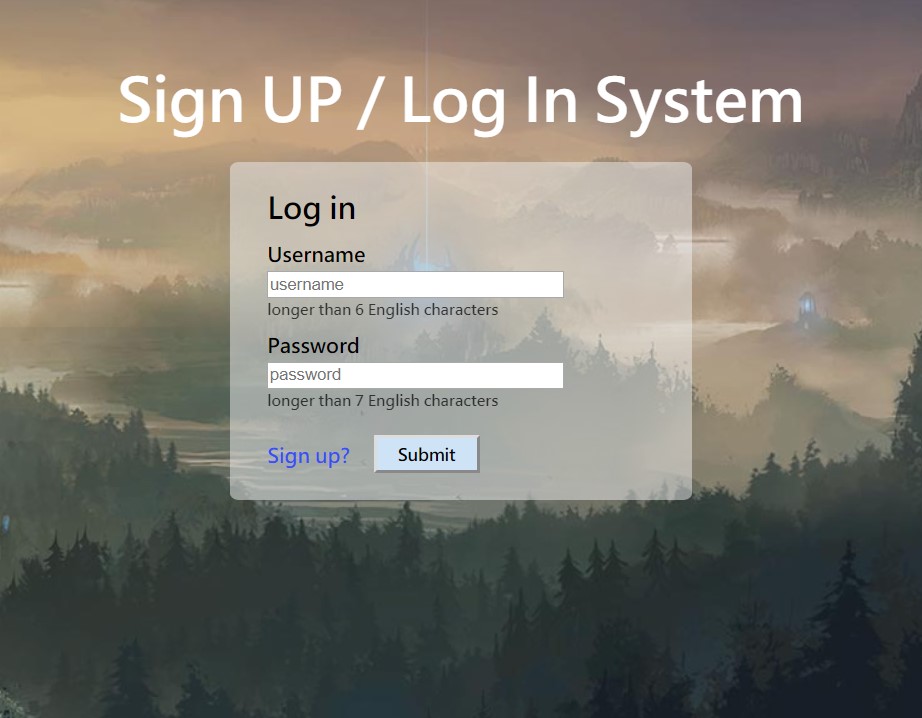 Sign UP / Log In System
Log in
Username
username
longer than 6 English characters
Password
password
longer than 7 English characters
Sign up? Submit